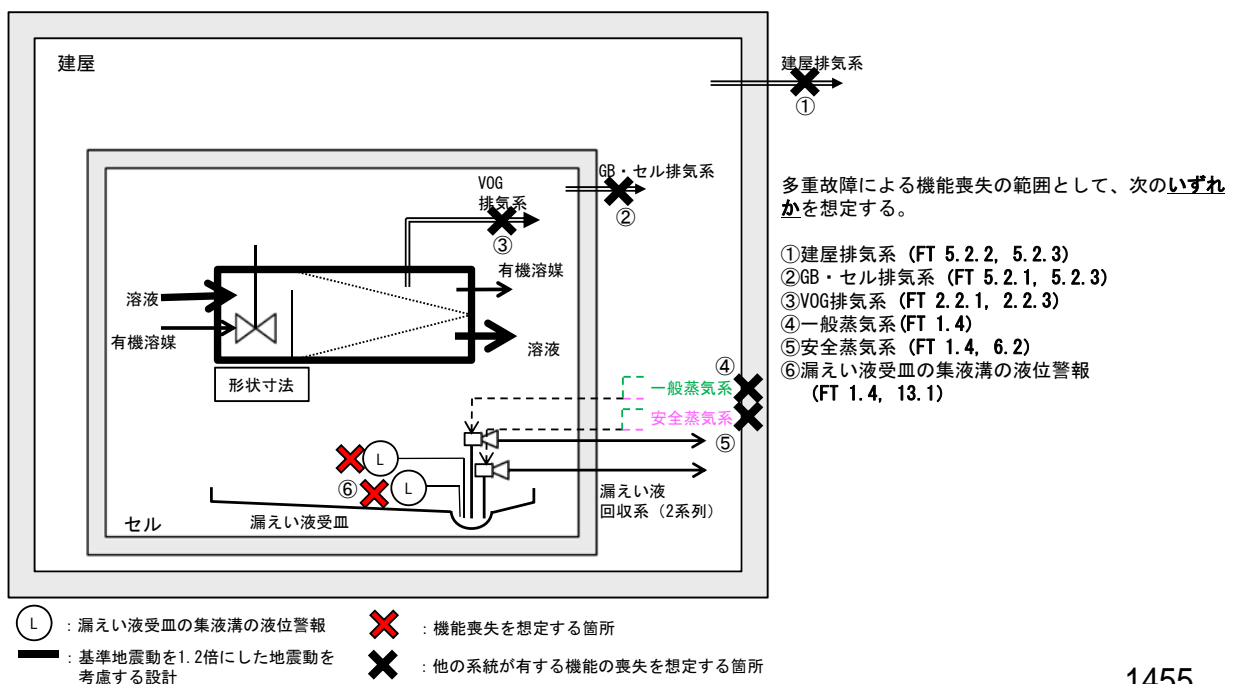 建屋
建屋排気系
①
GB・セル排気系
②
VOG
排気系
③
有機溶媒
溶液
有機溶媒
溶液
形状寸法
④
一般蒸気系
安全蒸気系
⑤
L
⑥
L
漏えい液
回収系（2系列）
漏えい液受皿
セル
多重故障による機能喪失の範囲として、次のいずれ
かを想定する。
①建屋排気系 (FT 5.2.2, 5.2.3)
②GB・セル排気系 (FT 5.2.1, 5.2.3)
③VOG排気系 (FT 2.2.1, 2.2.3)
④一般蒸気系(FT 1.4)
⑤安全蒸気系 (FT 1.4, 6.2)
⑥漏えい液受皿の集液溝の液位警報
(FT 1.4, 13.1)
L ：漏えい液受皿の集液溝の液位警報
：機能喪失を想定する箇所
：基準地震動を1.2倍にした地震動を
考慮する設計
：他の系統が有する機能の喪失を想定する箇所
1455